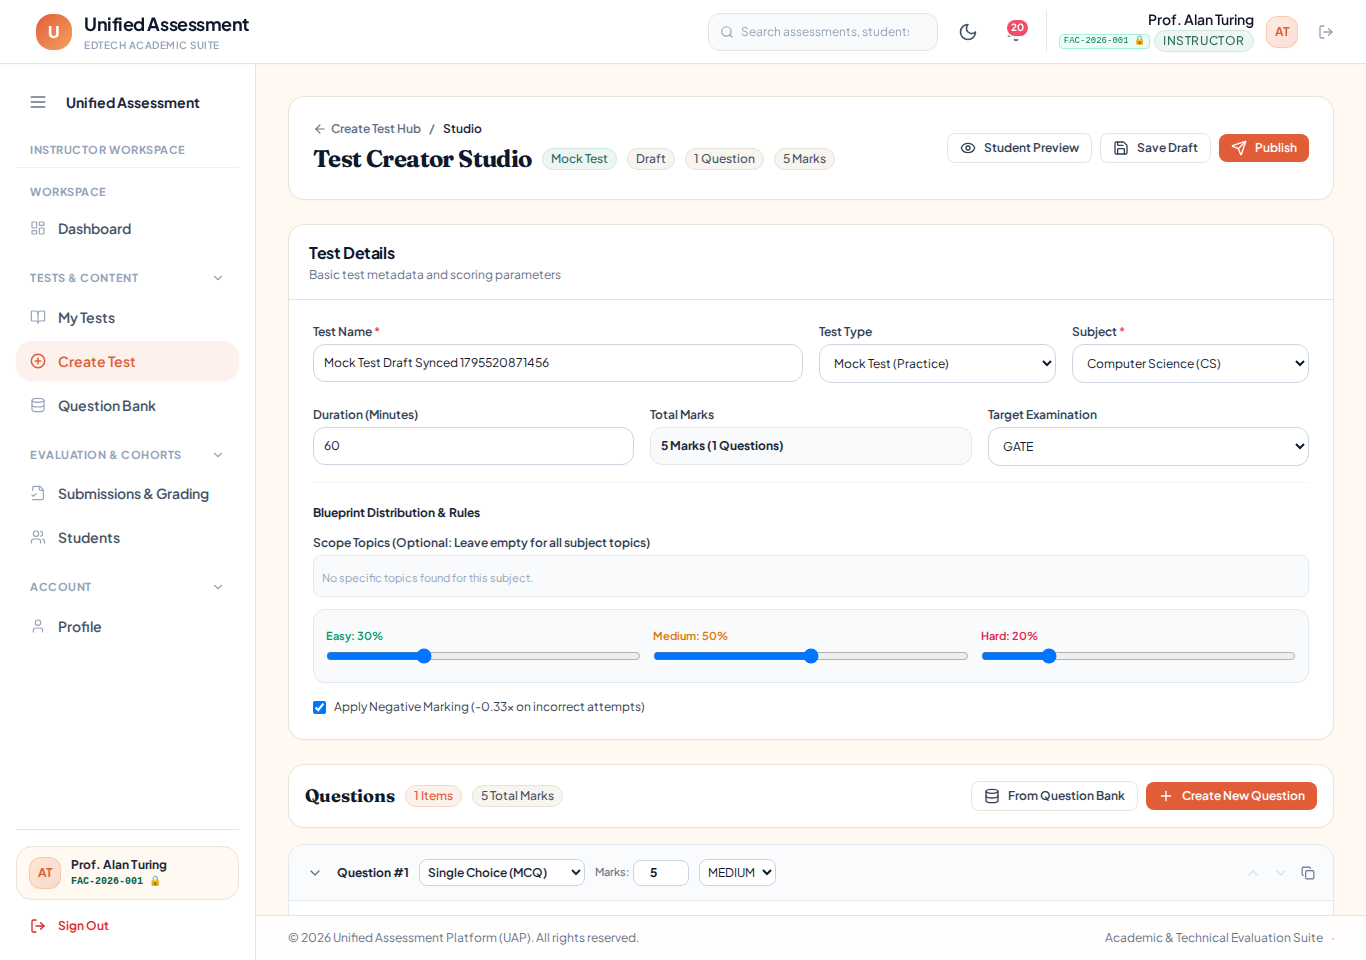 U
Unified Assessment
EDTECH ACADEMIC SUITE
Search assessments, students
20
Prof. Alan Turing
FAC-2026-001 🔒 INSTRUCTOR
AT
Unified Assessment
INSTRUCTOR WORKSPACE
WORKSPACE
Dashboard
TESTS & CONTENT
My Tests
Create Test
Question Bank
EVALUATION & COHORTS
Submissions & Grading
Students
ACCOUNT
Profile
AT
Prof. Alan Turing
FAC-2026-001 🔒
Sign Out
Create Test Hub / Studio
Test Creator Studio
Mock Test
Draft
1 Question
5 Marks
Student Preview
Save Draft
Publish
Test Details
Basic test metadata and scoring parameters
Test Name *
Test Type
Subject *
Mock Test Draft Synced 1795520871456
Mock Test (Practice)
Computer Science (CS)
Duration (Minutes)
Total Marks
Target Examination
60
5 Marks (1 Questions)
GATE
Blueprint Distribution & Rules
Scope Topics (Optional: Leave empty for all subject topics)
No specific topics found for this subject.
Easy: 30%
Medium: 50%
Hard: 20%
Apply Negative Marking (-0.33x on incorrect attempts)
Questions
1 Items
5 Total Marks
From Question Bank
Create New Question
Question #1
Single Choice (MCQ)
Marks:
5
MEDIUM
© 2026 Unified Assessment Platform (UAP). All rights reserved.
Academic & Technical Evaluation Suite ·